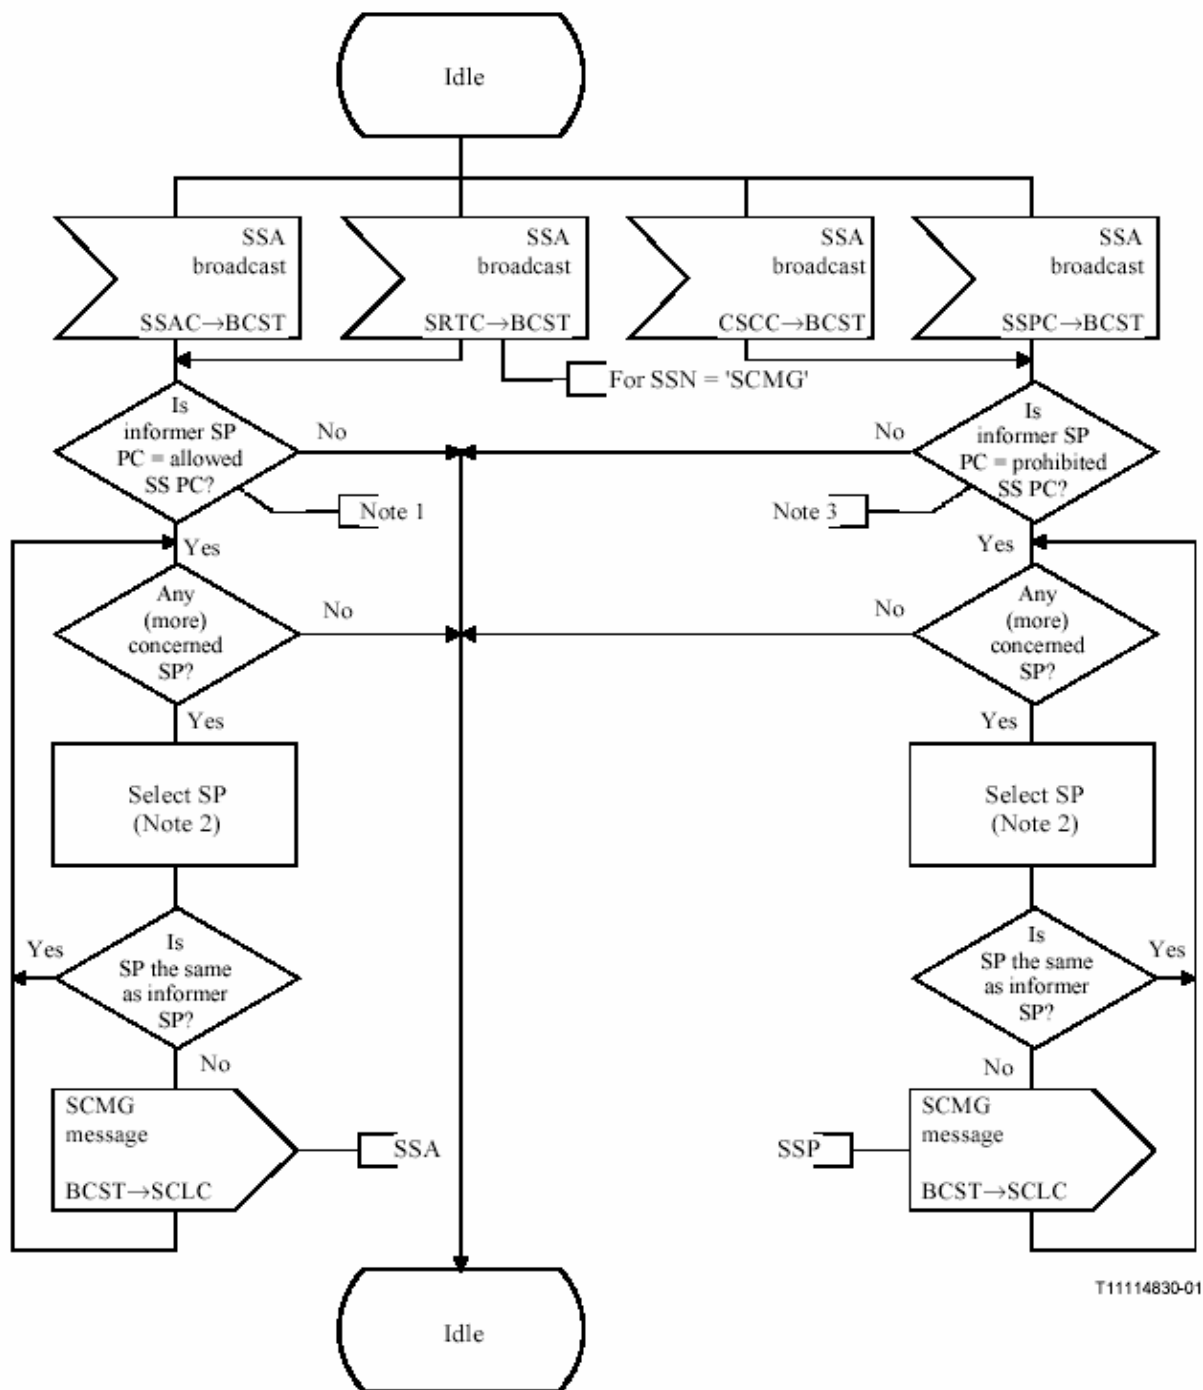 Idle
SSA
broadcast
SSAC→BCST
SSA
broadcast
SRTC→BCST
SSA
broadcast
CSCC→BCST
SSA
broadcast
SSPC→BCST
For SSN = 'SCMG'
Is
informer SP
PC = allowed
SS PC?
No
Note 1
Yes
No
Is
informer SP
PC = prohibited
SS PC?
Note 3
Yes
Any
(more)
concerned
SP?
No
Yes
No
Any
(more)
concerned
SP?
Yes
Select SP
(Note 2)
Select SP
(Note 2)
Yes
Is
SP the same
as informer
SP?
No
Is
SP the same
as informer
SP?
Yes
No
SCMG
message
BCST→SCLC
SSA
SSP
SCMG
message
BCST→SCLC
T11114830-01
Idle